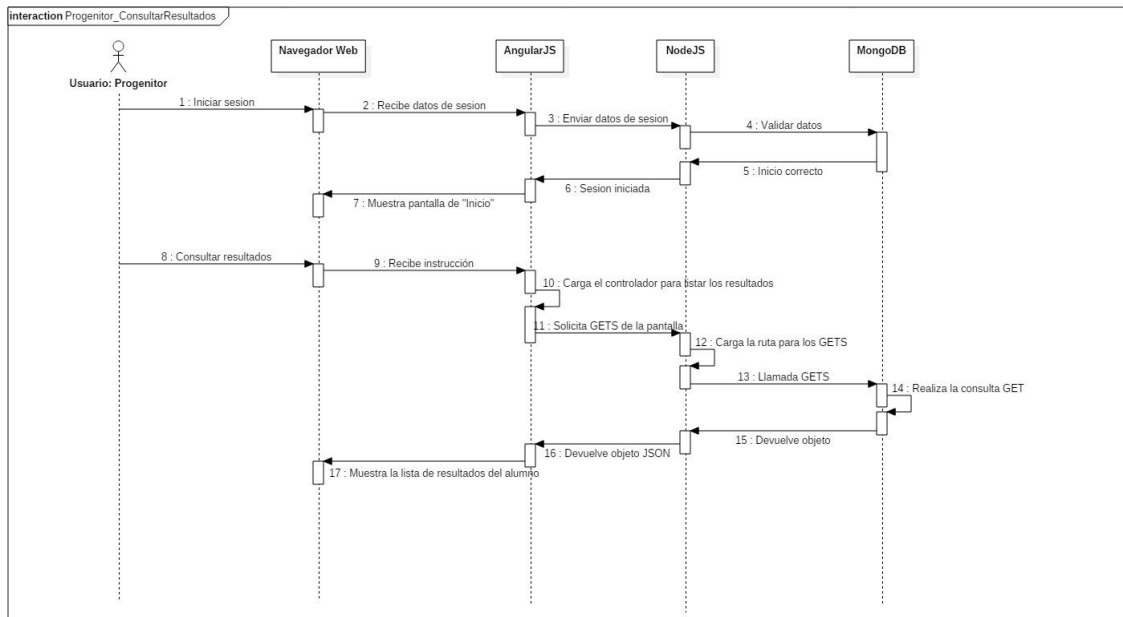 interaction Progenitor_ConsultarResultados
Navegador Web
AngularJS
NodeJS
MongoDB
Usuario: Progenitor
1 : Iniciar sesion
2 : Recibe datos de sesion
3 : Enviar datos de sesion
4 : Validar datos
5 : Inicio correcto
6 : Sesion iniciada
7 : Muestra pantalla de "Inicio"
8 : Consultar resultados
9 : Recibe instrucción
10 : Carga el controlador para listar los resultados
11 : Solicita GETS de la pantalla
12 : Carga la ruta para los GETS
13 : Llamada GETS
14 : Realiza la consulta GET
15 : Devuelve objeto
16 : Devuelve objeto JSON
17 : Muestra la lista de resultados del alumno